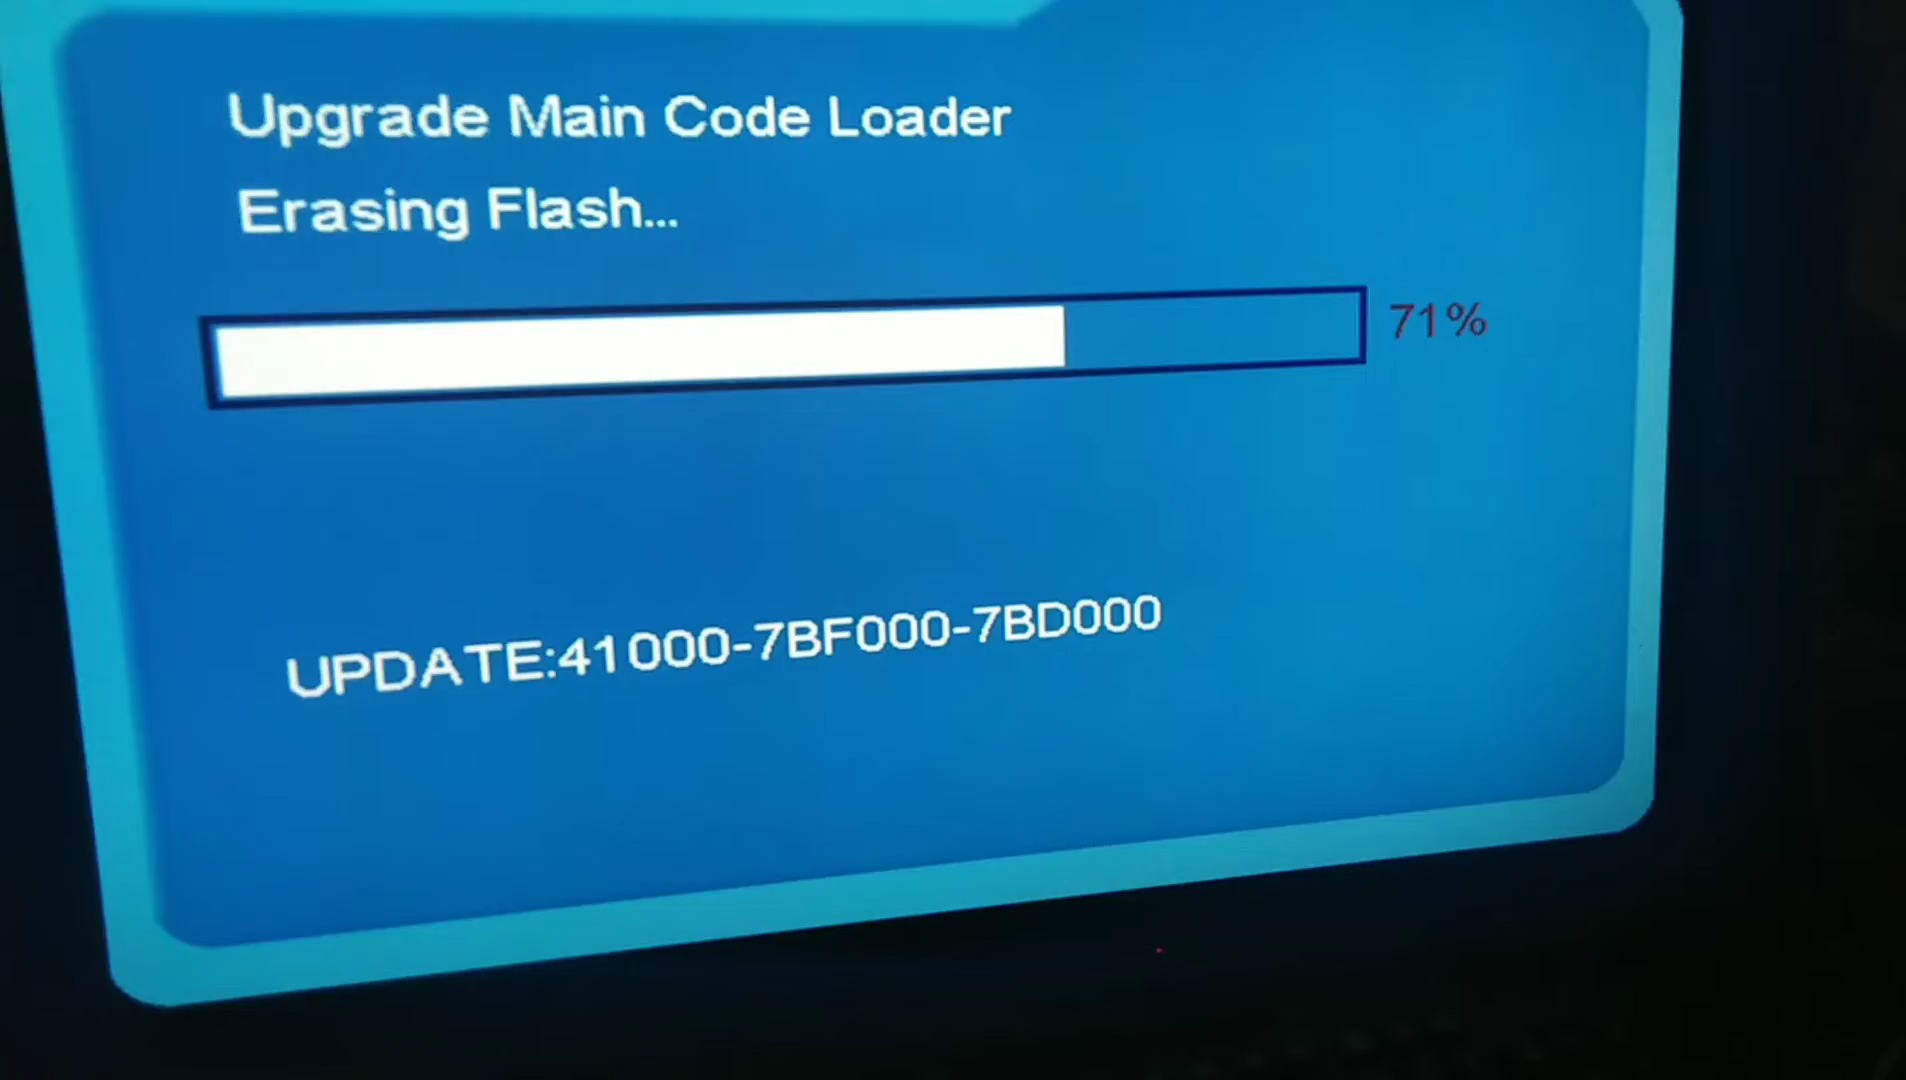 Upgrade Main Code Loader
Erasing Flash...
71%
UPDATE:41000-7BF000-7BD000